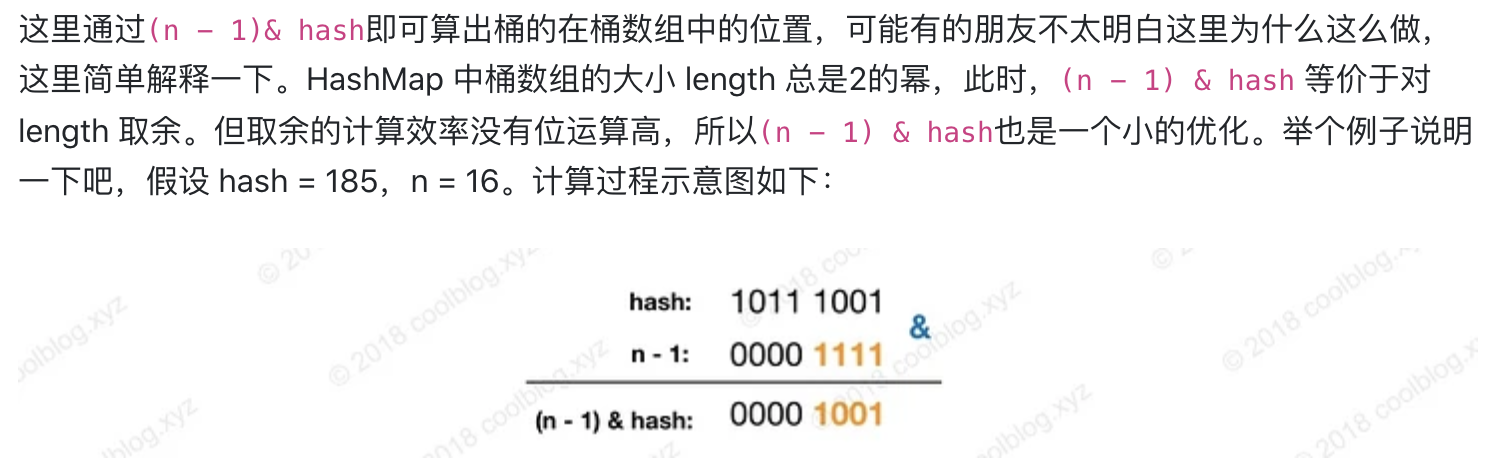 这里通过(n - 1)& hash即可算出桶的在桶数组中的位置，可能有的朋友不太明白这里为什么这么做，
这里简单解释一下。HashMap 中桶数组的大小 length 总是2的幂，此时，(n - 1) & hash 等价于对
length 取余。但取余的计算效率没有位运算高，所以(n - 1) & hash也是一个小的优化。举个例子说明
一下吧，假设 hash = 185，n = 16。计算过程示意图如下：
hash: 1011 1001
&
n - 1: 0000 1111
(n - 1) & hash: 0000 1001
© 2018 coolblog.xyz